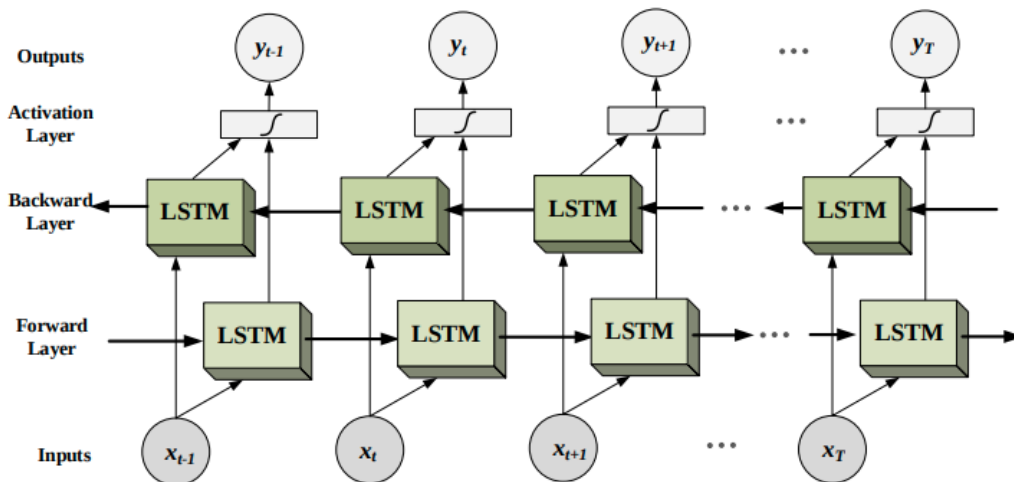 Outputs y_{t-1} y_t y_{t+1} ... y_T
Activation
Layer ∫ ∫ ∫ ... ∫
Backward
Layer LSTM LSTM LSTM ... LSTM
Forward
Layer LSTM LSTM LSTM ... LSTM
Inputs x_{t-1} x_t x_{t+1} ... x_T